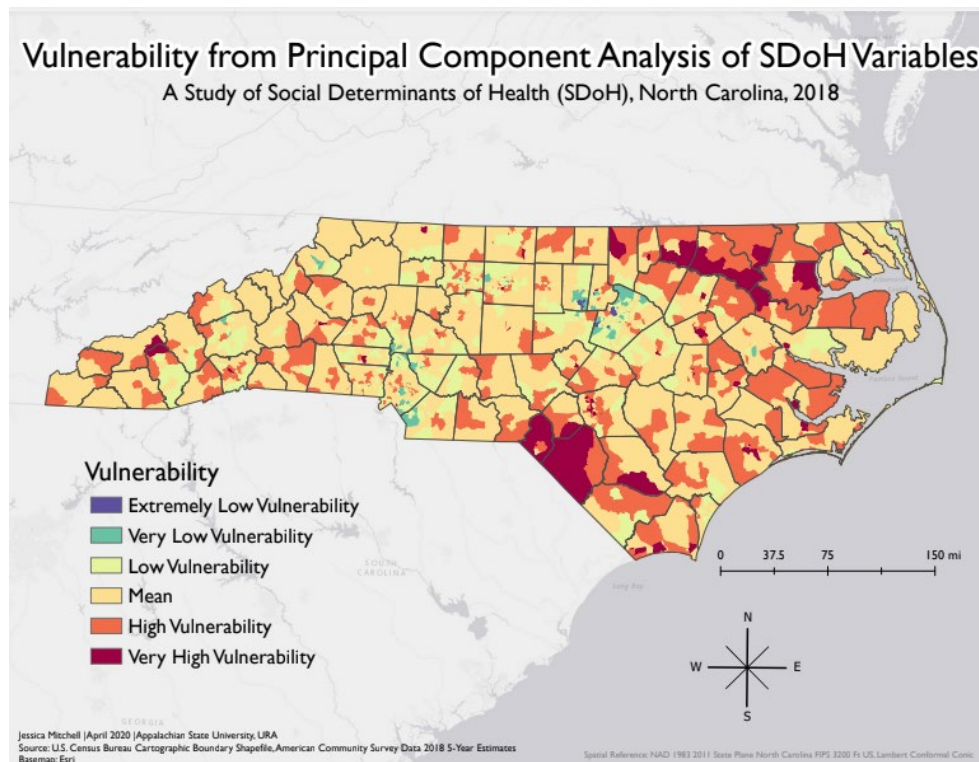 Vulnerability from Principal Component Analysis of SDoH Variables
A Study of Social Determinants of Health (SDoH), North Carolina, 2018
Vulnerability
Extremely Low Vulnerability
Very Low Vulnerability
Low Vulnerability
Mean
High Vulnerability
Very High Vulnerability
SOUTH
CAROLINA
GEORGIA
Pamlico Sound
Long Bay
0 37.5 75 150 mi
N
W E
S
Jessica Mitchell |April 2020 |Appalachian State University, URA
Source: U.S. Census Bureau Cartographic Boundary Shapefile, American Community Survey Data 2018 5-Year Estimates
Basemap: Esri
Spatial Reference: NAD 1983 2011 State Plane North Carolina FIPS 3200 Ft US, Lambert Conformal Conic